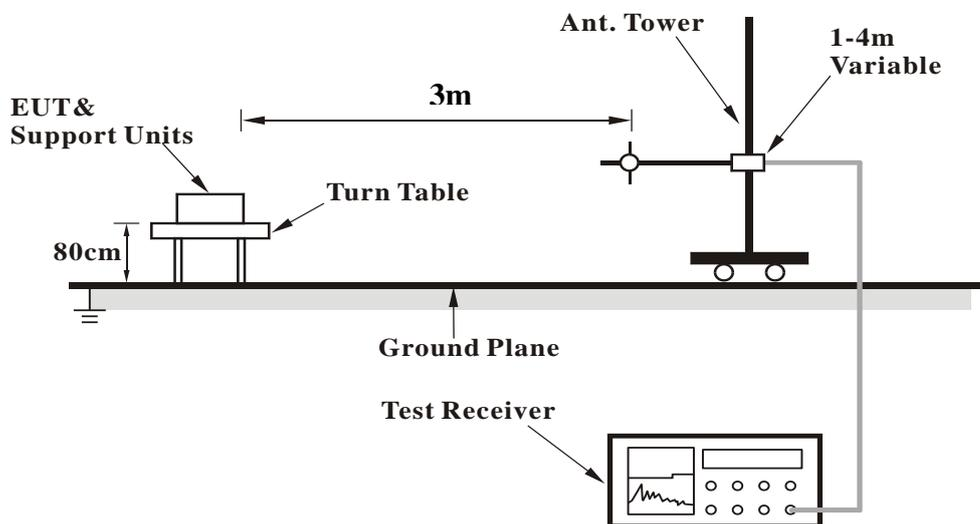 Ant. Tower
1-4m
Variable
3m
EUT&
Support Units
Turn Table
80cm
Ground Plane
Test Receiver